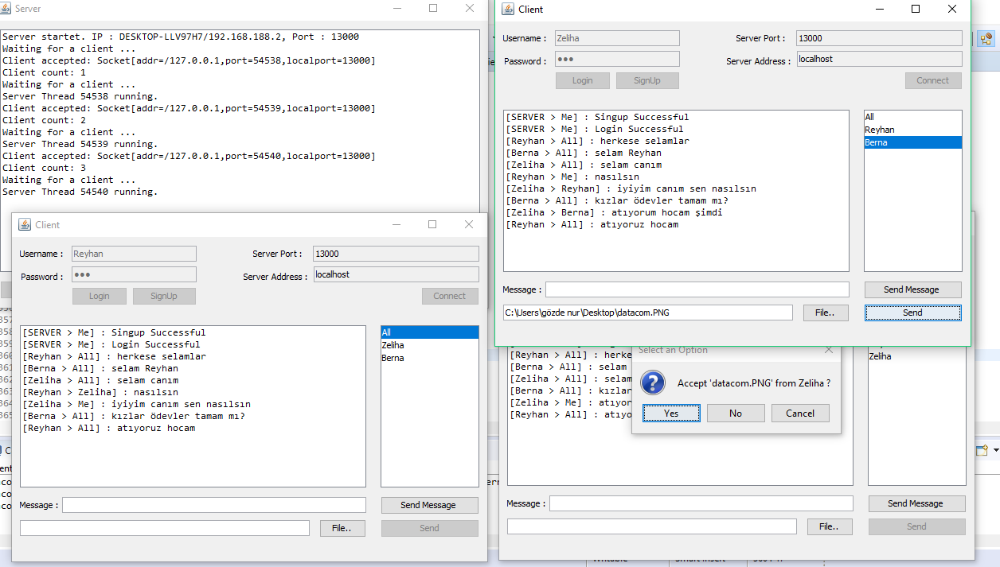 Server
Server startet. IP : DESKTOP-LLV97H7/192.168.188.2, Port : 13000
Waiting for a client ...
Client accepted: Socket[addr=/127.0.0.1,port=54538,localport=13000]
Client count: 1
Waiting for a client ...
Server Thread 54538 running.
Client accepted: Socket[addr=/127.0.0.1,port=54539,localport=13000]
Client count: 2
Waiting for a client ...
Server Thread 54539 running.
Client accepted: Socket[addr=/127.0.0.1,port=54540,localport=13000]
Client count: 3
Waiting for a client ...
Server Thread 54540 running.
Client
Username : Zeliha Server Port : 13000
Password : ●●● Server Address : localhost
Login SignUp Connect
[SERVER > Me] : Singup Successful
[SERVER > Me] : Login Successful
[Reyhan > All] : herkese selamlar
[Berna > All] : selam Reyhan
[Zeliha > All] : selam canım
[Reyhan > Me] : nasılsın
[Zeliha > Reyhan] : iyiyim canım sen nasılsın
[Berna > All] : kızlar ödevler tamam mı?
[Zeliha > Berna] : atıyorum hocam şimdi
[Reyhan > All] : atıyoruz hocam
All
Reyhan
Berna
Message : Send Message
C:\Users\gözde nur\Desktop\datacom.PNG File.. Send
Client
Username : Reyhan Server Port : 13000
Password : ●●● Server Address : localhost
Login SignUp Connect
[SERVER > Me] : Singup Successful
[SERVER > Me] : Login Successful
[Reyhan > All] : herkese selamlar
[Berna > All] : selam Reyhan
[Zeliha > All] : selam canım
[Reyhan > Zeliha] : nasılsın
[Zeliha > Me] : iyiyim canım sen nasılsın
[Berna > All] : kızlar ödevler tamam mı?
[Reyhan > All] : atıyoruz hocam
All
Zeliha
Berna
Message : Send Message
File.. Send
[Reyhan > All] : herke
[Berna > All] : selam
[Zeliha > All] : selam
[Berna > All] : kızlar
[Zeliha > Me] : atıyo
[Reyhan > All] : atıyo
Zeliha
Select an Option
Accept 'datacom.PNG' from Zeliha ?
Yes No Cancel
Message : Send Message
File.. Send